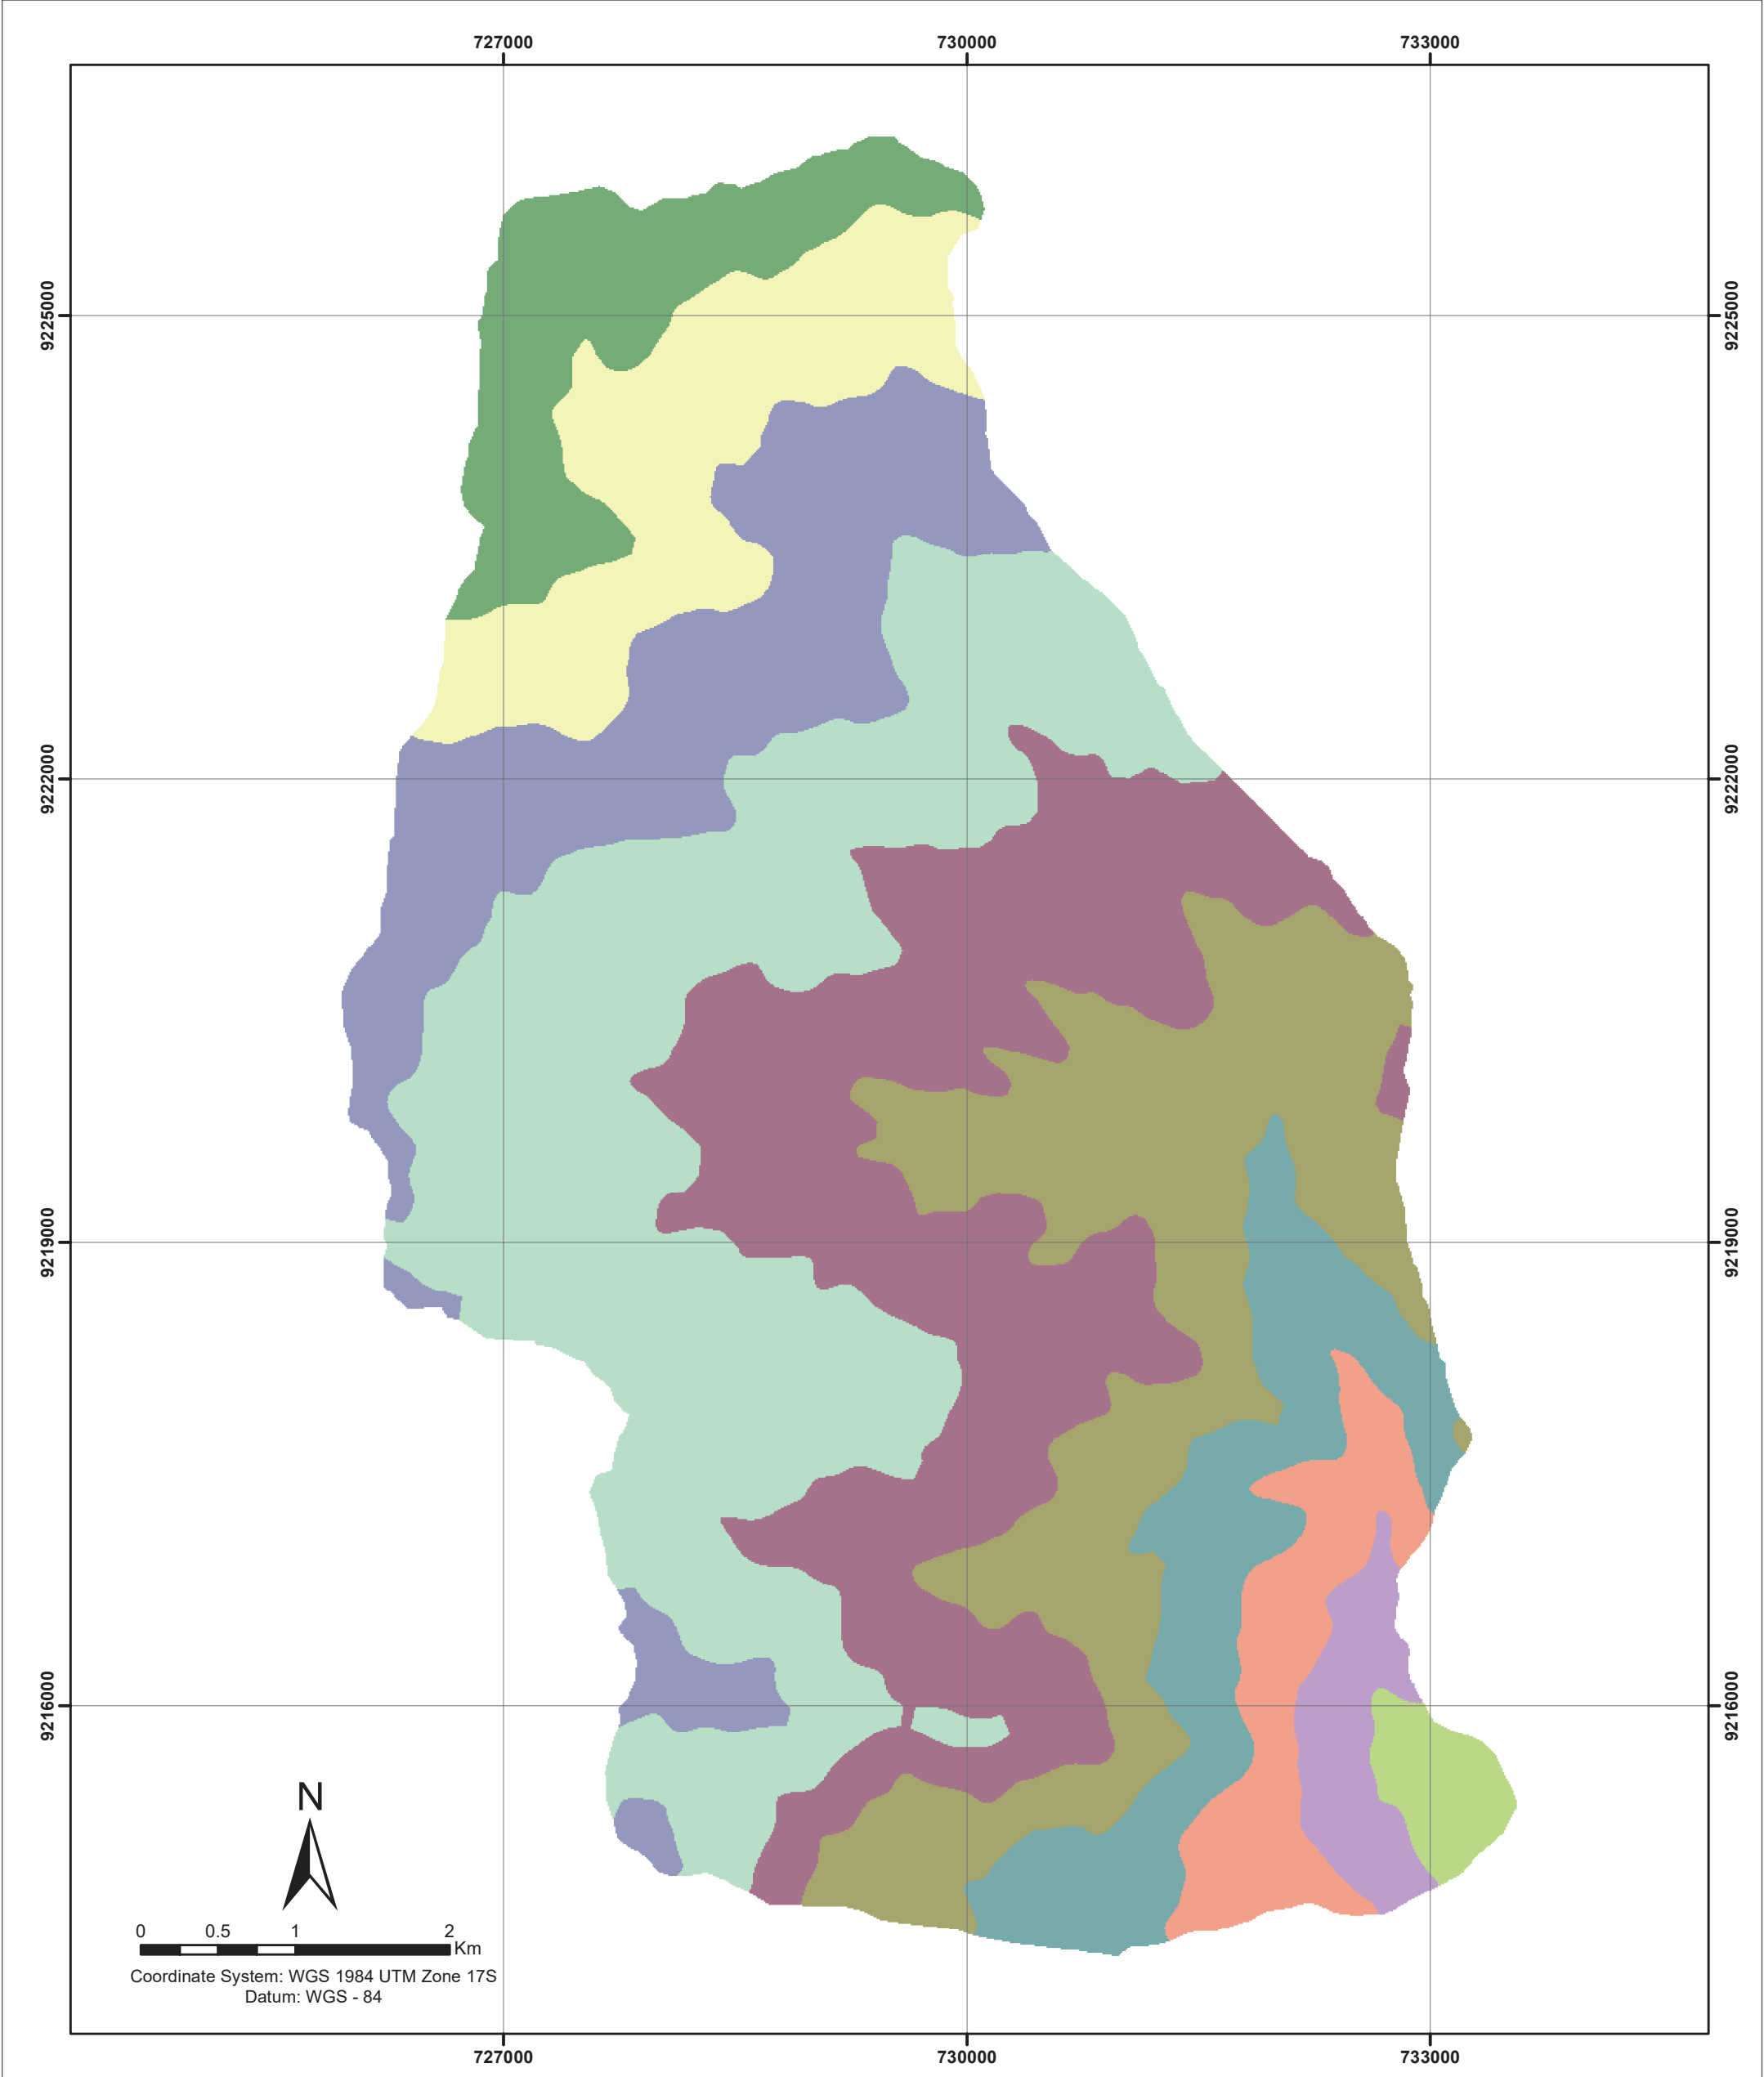 727000 730000 733000
9225000 9225000
9222000 9222000
9219000 9219000
9216000 9216000
N
0 0.5 1 2
Km
Coordinate System: WGS 1984 UTM Zone 17S
Datum: WGS - 84
727000 730000 733000